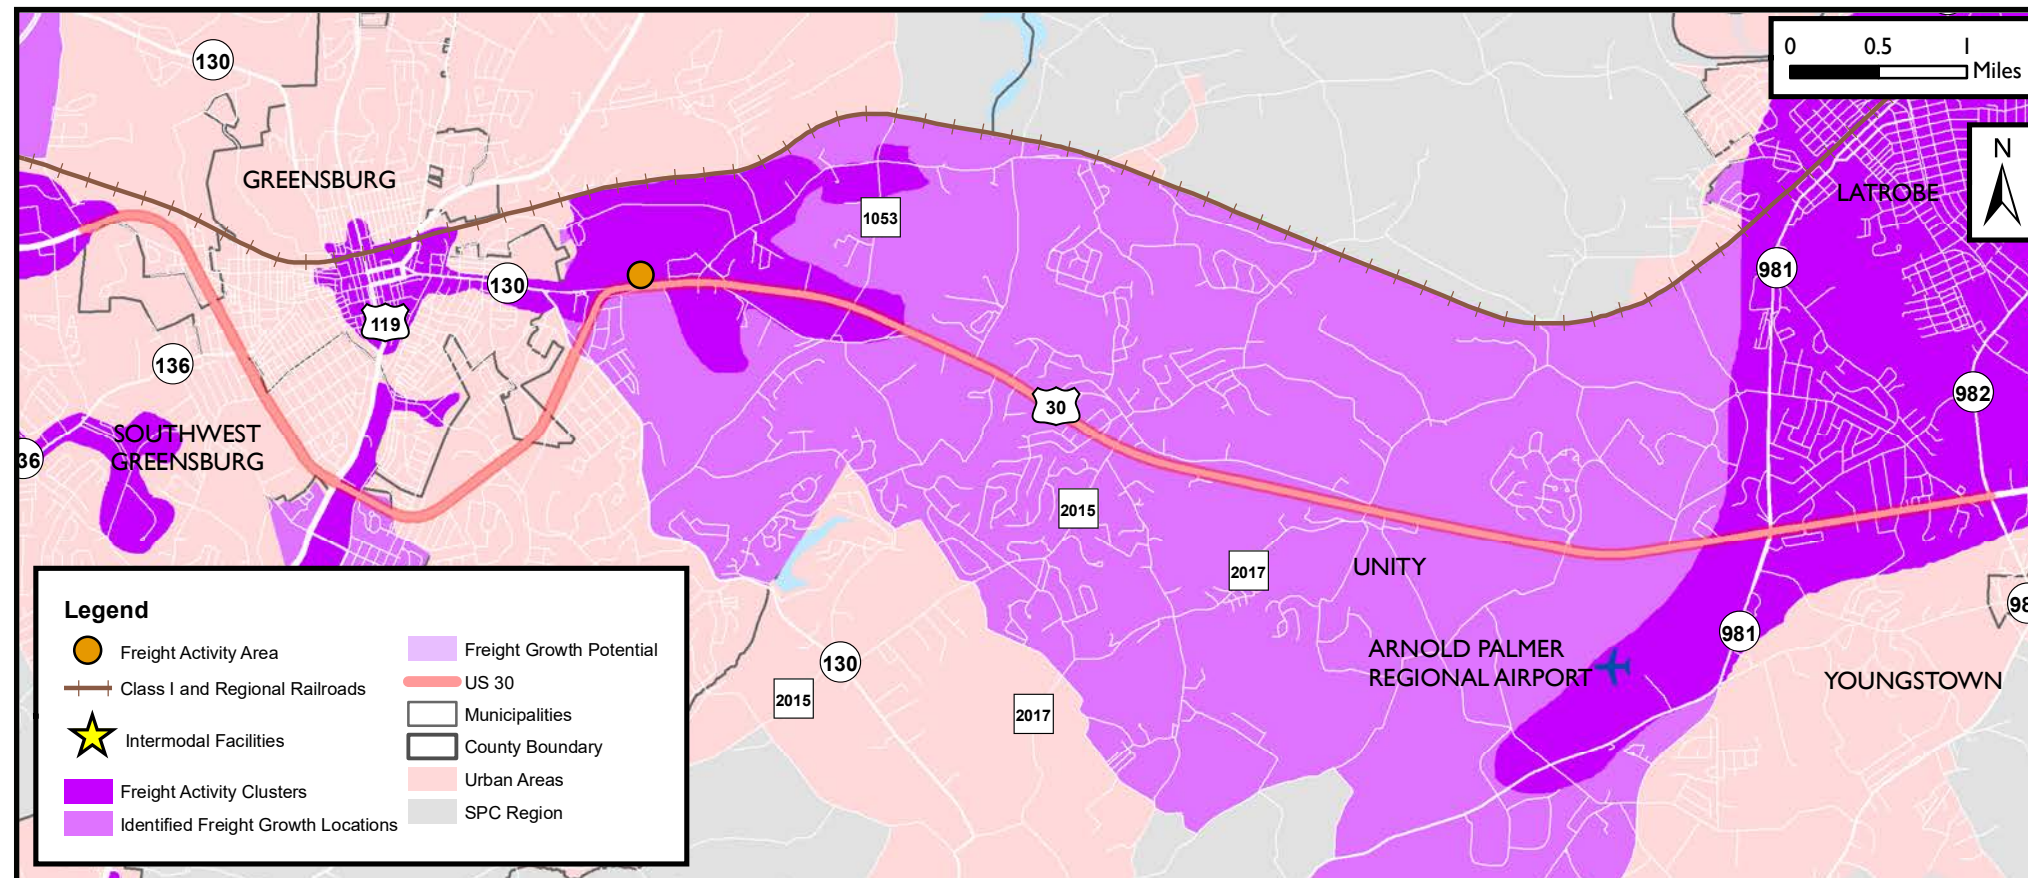 130
0 0.5 1
Miles
N
GREENSBURG
LATROBE
1053
981
130
119
136
982
30
SOUTHWEST
GREENSBURG
36
2015
UNITY
2017
98
981
ARNOLD PALMER
REGIONAL AIRPORT
YOUNGSTOWN
130
2015
2017
Legend
Freight Activity Area
Class I and Regional Railroads
Intermodal Facilities
Freight Activity Clusters
Identified Freight Growth Locations
Freight Growth Potential
US 30
Municipalities
County Boundary
Urban Areas
SPC Region